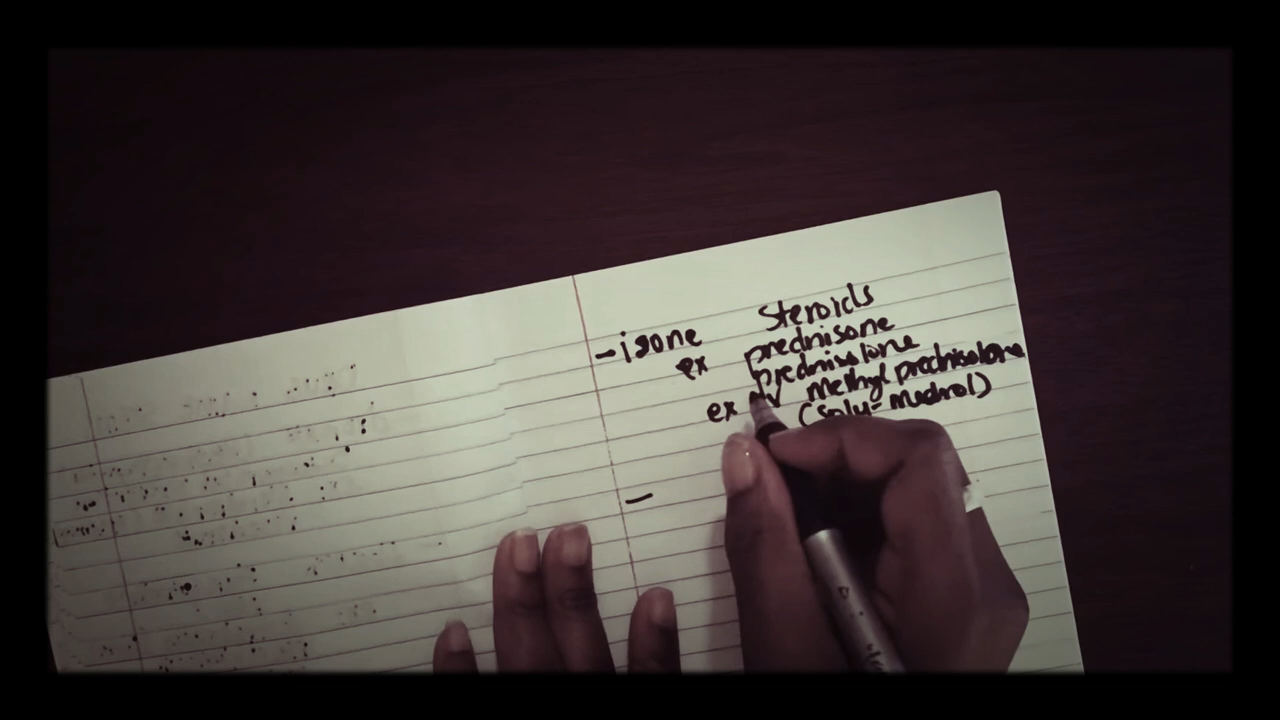 -isone Steroids
ex prednisone
prednisolone
ex Methyl prednisolone
(Solu-medrol)
-